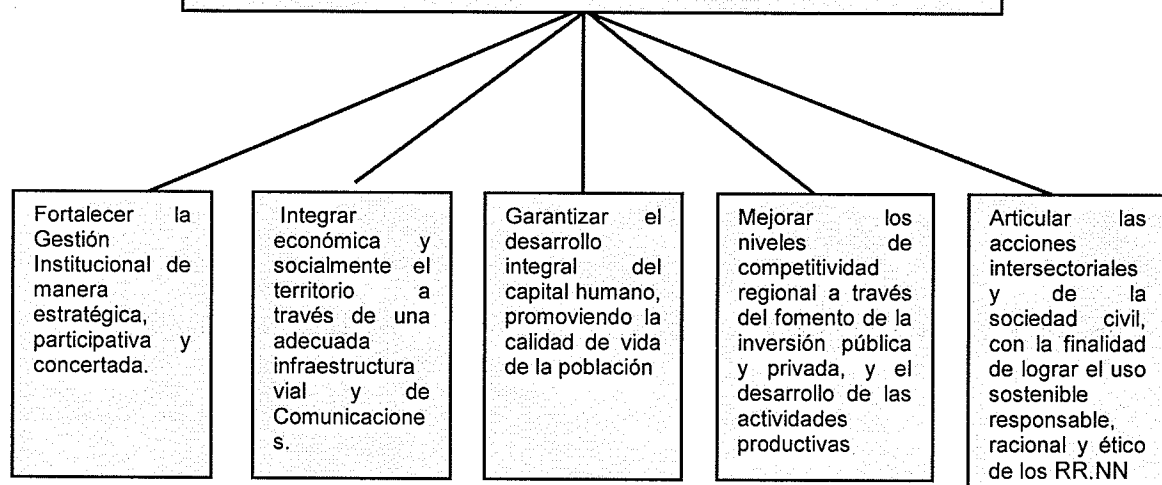 Fortalecer la
Gestión
Institucional de
manera
estratégica,
participativa y
concertada.
Integrar
económica y
socialmente el
territorio a
través de una
adecuada
infraestructura
vial y de
Comunicacione
s.
Garantizar el
desarrollo
integral del
capital humano,
promoviendo la
calidad de vida
de la población
Mejorar los
niveles de
competitividad
regional a través
del fomento de la
inversión pública
y privada, y el
desarrollo de las
actividades
productivas
Articular las
acciones
intersectoriales
y de la
sociedad civil,
con la finalidad
de lograr el uso
sostenible
responsable,
racional y ético
de los RR.NN